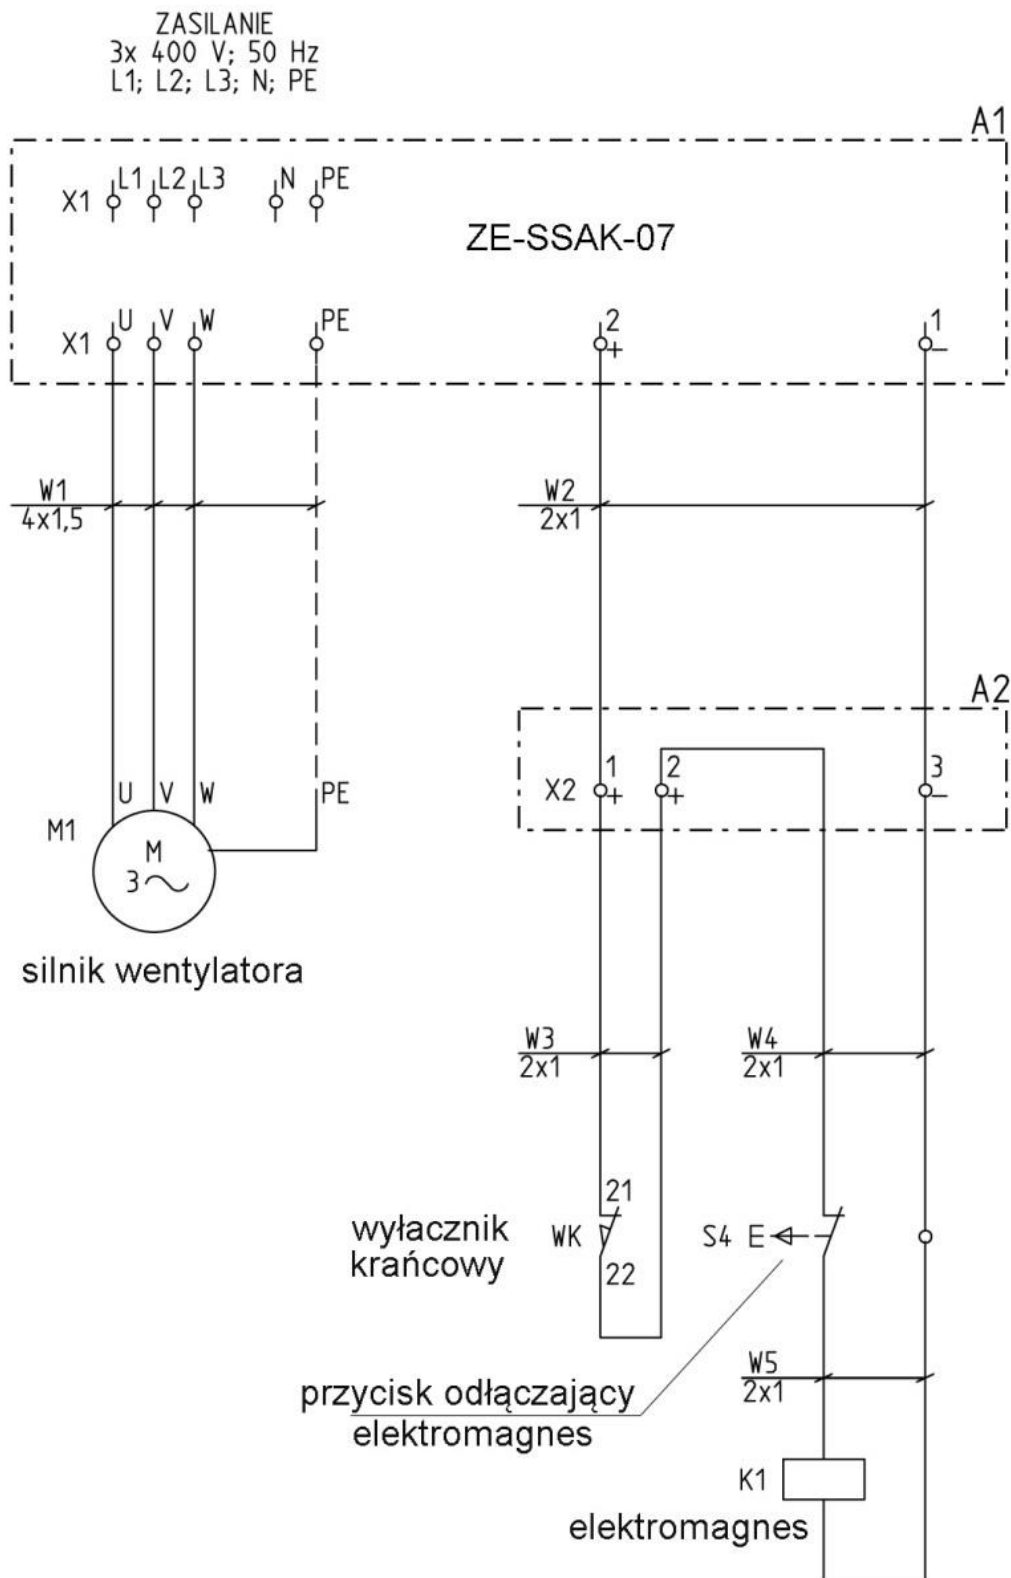 ZASILANIE
3x 400 V; 50 Hz
L1; L2; L3; N; PE
A1
X1 L1 L2 L3 N PE
ZE-SSAK-07
X1 U V W PE 2 + 1 -
W1
4x1,5
W2
2x1
A2
X2 1 + 2 + 3 -
U V W PE
M1
M
3
silnik wentylatora
W3
2x1
W4
2x1
21
wyłacznik
krańcowy
WK
S4 E
22
W5
2x1
przycisk odłączający
elektromagnes
K1
elektromagnes